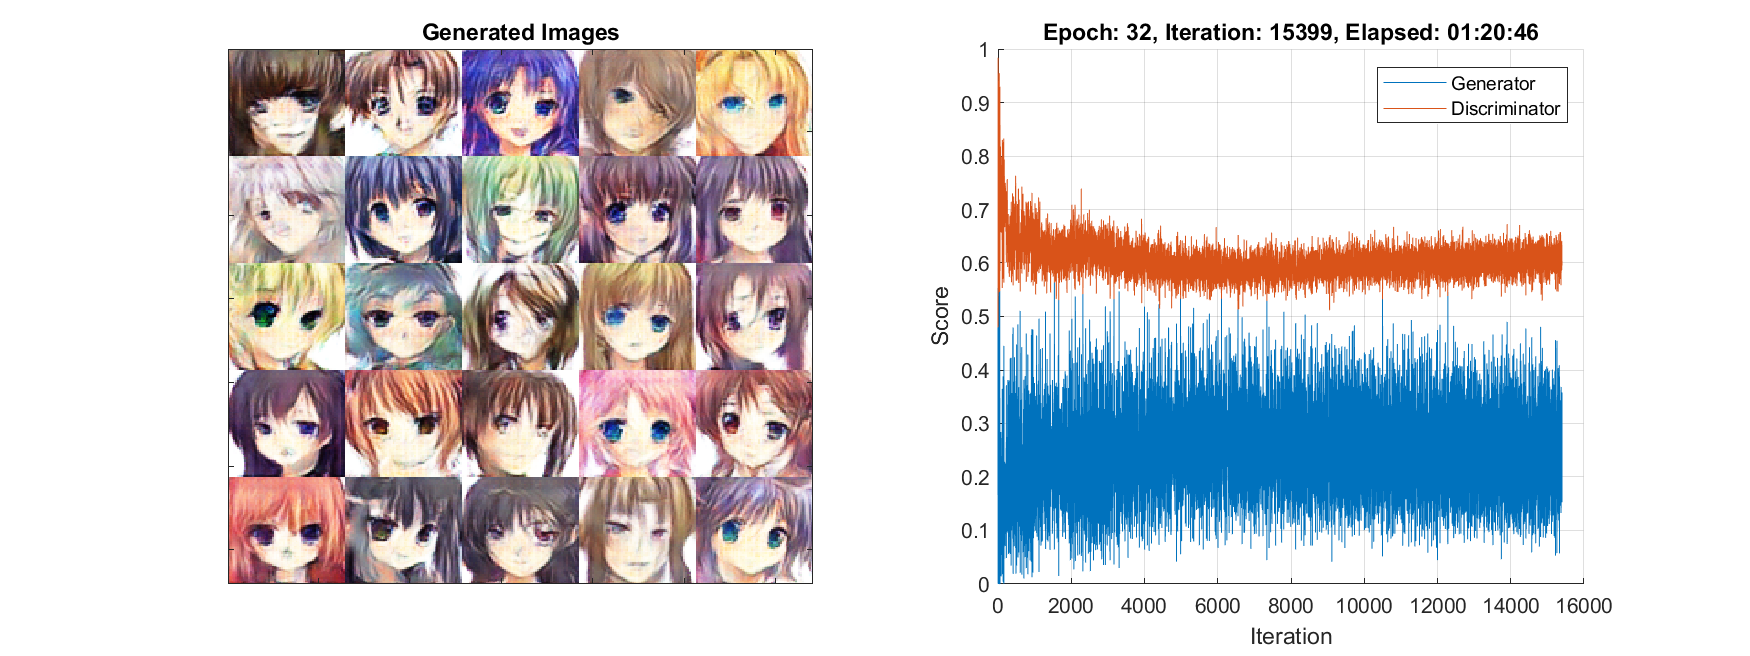 Generated Images
Epoch: 32, Iteration: 15399, Elapsed: 01:20:46
Generator
Discriminator
1
0.9
0.8
0.7
0.6
0.5
0.4
0.3
0.2
0.1
0
Score
0 2000 4000 6000 8000 10000 12000 14000 16000
Iteration